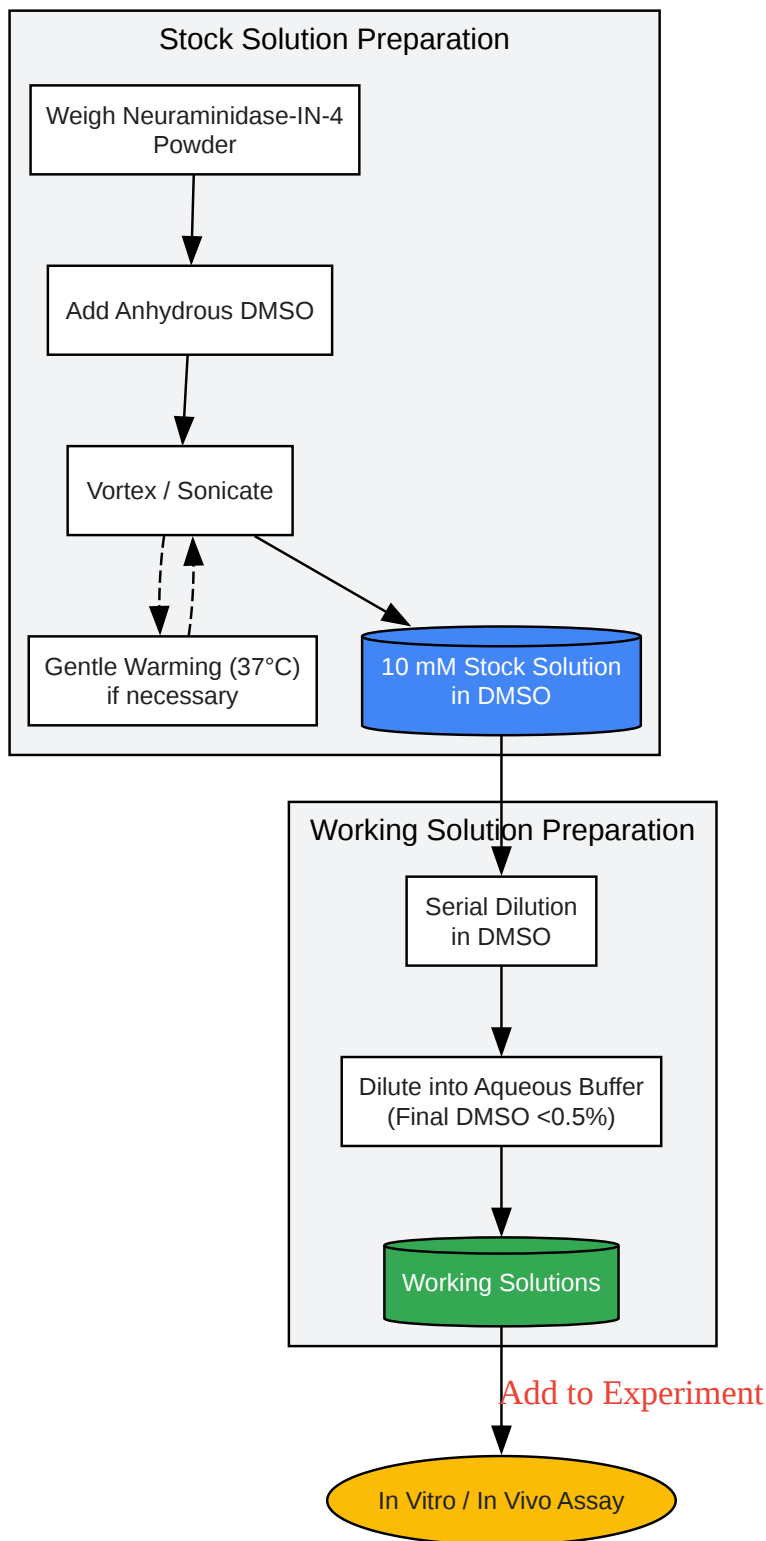 Stock Solution Preparation
Weigh Neuraminidase-IN-4
Powder
Add Anhydrous DMSO
Vortex / Sonicate
Gentle Warming (37°C)
if necessary
10 mM Stock Solution
in DMSO
Working Solution Preparation
Serial Dilution
in DMSO
Dilute into Aqueous Buffer
(Final DMSO <0.5%)
Working Solutions
Add to Experiment
In Vitro / In Vivo Assay